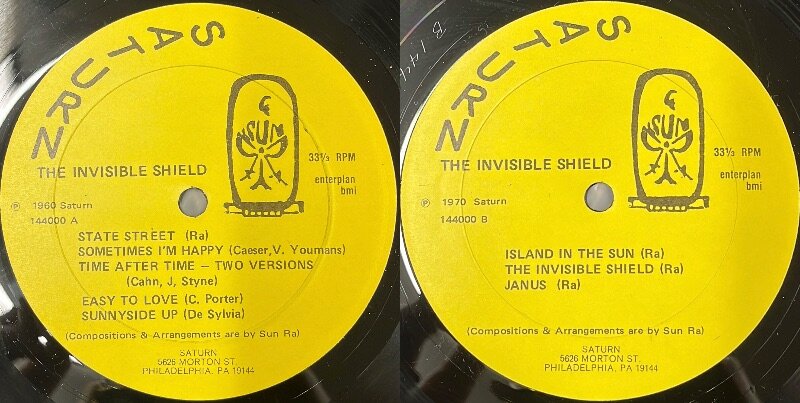 SATURN
G
SUN
33⅓ RPM
THE INVISIBLE SHIELD
enterplan
bmi
℗ 1960 Saturn
144000 A
STATE STREET (Ra)
SOMETIMES I'M HAPPY (Caeser, V. Youmans)
TIME AFTER TIME — TWO VERSIONS
(Cahn, J. Styne)
EASY TO LOVE (C. Porter)
SUNNYSIDE UP (De Sylvia)
(Compositions & Arrangements are by Sun Ra)
SATURN
5626 MORTON ST.
PHILADELPHIA, PA 19144
SATURN
G
SUN
33⅓ RPM
THE INVISIBLE SHIELD
enterplan
bmi
℗ 1970 Saturn
144000 B
ISLAND IN THE SUN (Ra)
THE INVISIBLE SHIELD (Ra)
JANUS (Ra)
(Compositions & Arrangements are by Sun Ra)
SATURN
5626 MORTON ST.
PHILADELPHIA, PA 19144